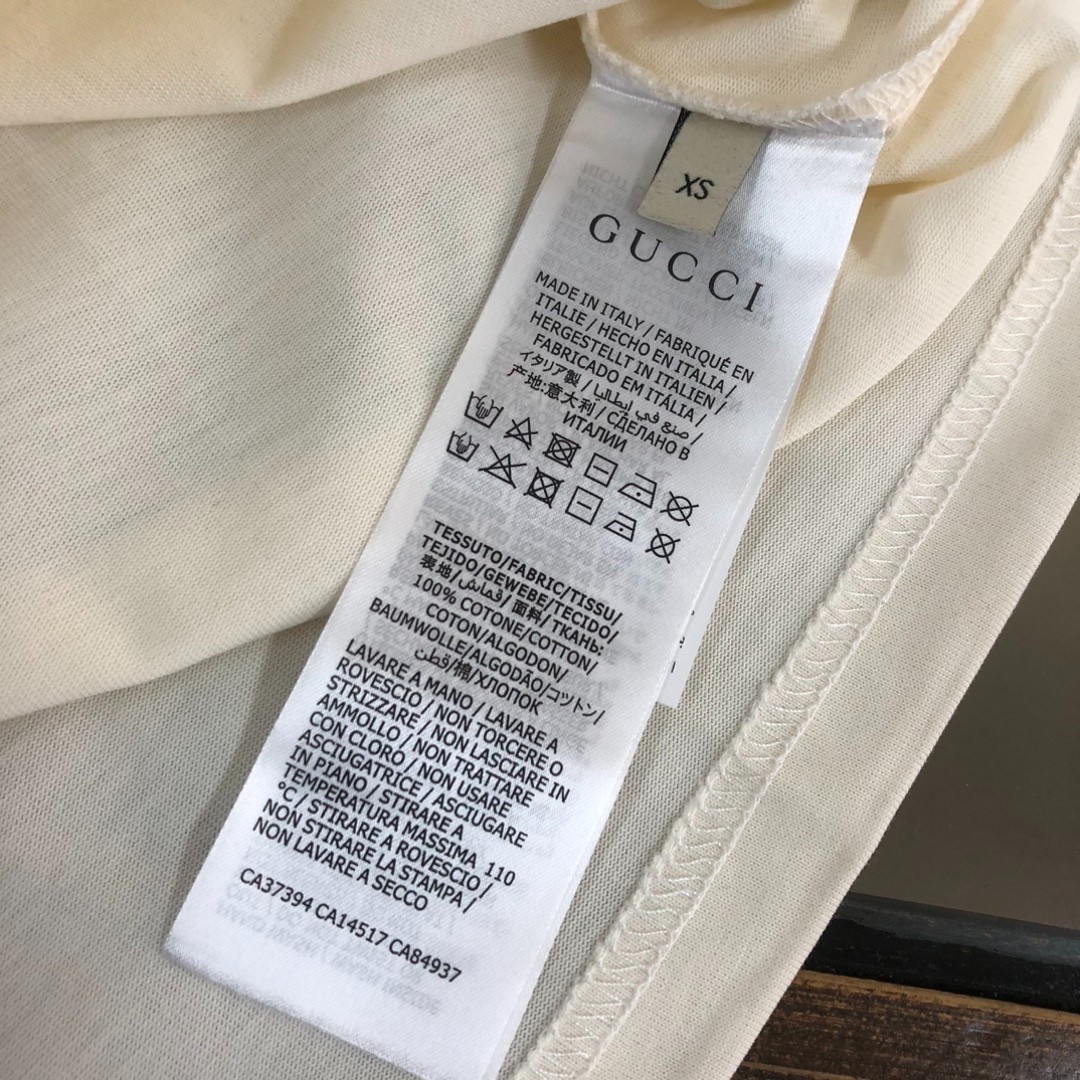 XS
GUCCI
MADE IN ITALY / FABRIQUÉ EN
ITALIE / HECHO EN ITALIA /
HERGESTELLT IN ITALIEN /
FABRICADO EM ITÁLIA /
イタリア製 / صنع في إيطاليا /
产地:意大利 / СДЕЛАНО В
ИТАЛИИ
TESSUTO/FABRIC/TISSU/
TEJIDO/GEWEBE/TECIDO/
表地/قماش/面料/ТКАНЬ:
100% COTONE/COTTON/
COTON/ALGODON/
BAUMWOLLE/ALGODÃO/コットン/
قطن/棉/ХЛОПОК
LAVARE A MANO / LAVARE A
ROVESCIO / NON TORCERE O
STRIZZARE / NON LASCIARE IN
AMMOLLO / NON TRATTARE
CON CLORO / NON USARE
ASCIUGATRICE / ASCIUGARE
IN PIANO / STIRARE A
TEMPERATURA MASSIMA 110
°C / STIRARE A ROVESCIO /
NON STIRARE LA STAMPA /
NON LAVARE A SECCO
CA37394 CA14517 CA84937